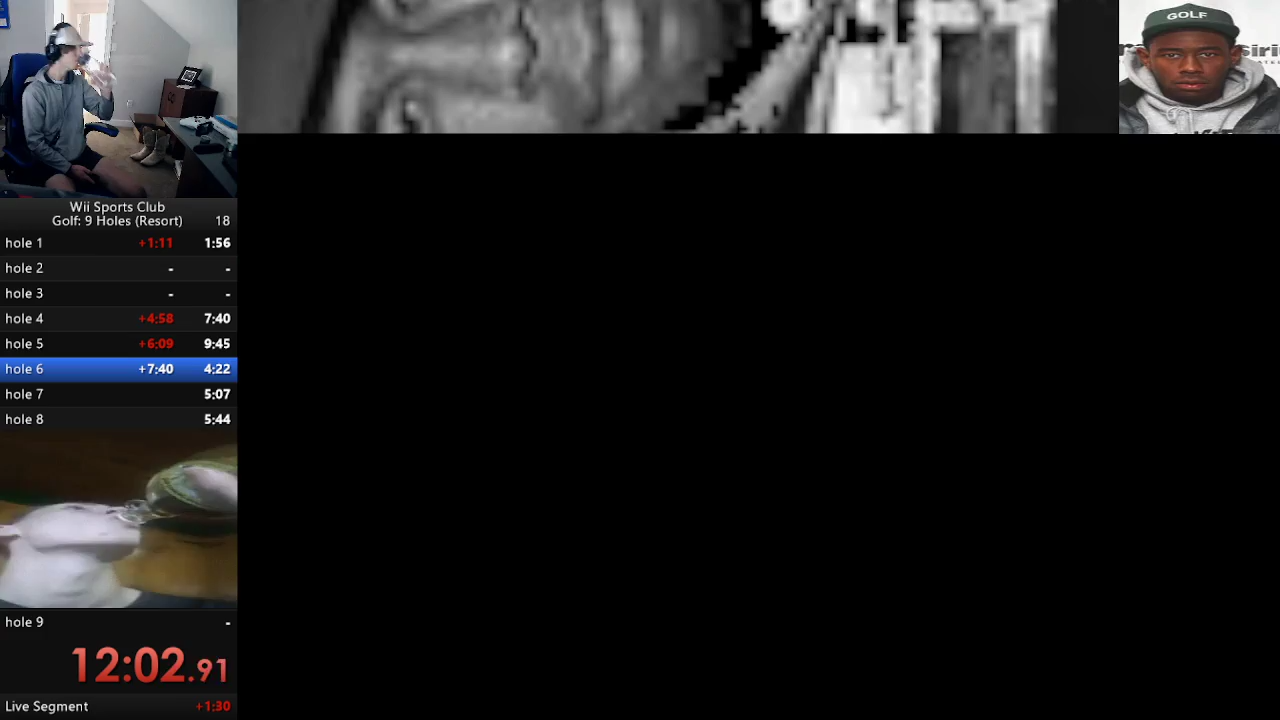 GOLF
siri
Wii Sports Club
Golf: 9 Holes (Resort) 18
hole 1 +1:11 1:56
hole 2 - -
hole 3 - -
hole 4 +4:58 7:40
hole 5 +6:09 9:45
hole 6 +7:40 4:22
hole 7 5:07
hole 8 5:44
hole 9 -
12:02.91
Live Segment +1:30